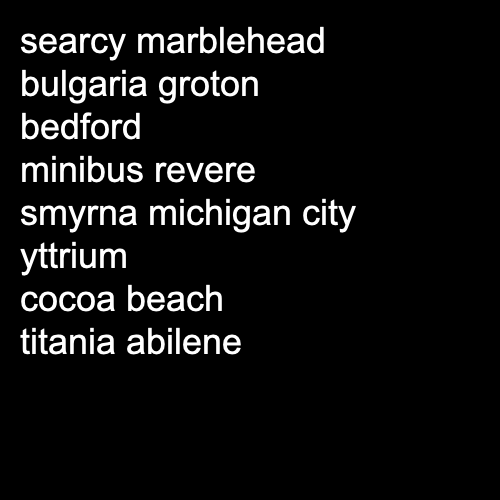 searcy marblehead
bulgaria groton
bedford
minibus revere
smyrna michigan city
yttrium
cocoa beach
titania abilene